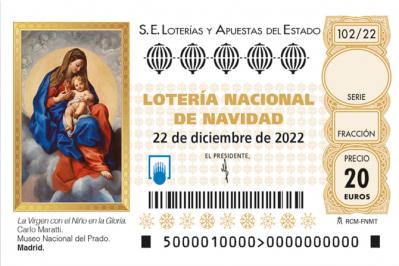 S.E. LOTERÍAS Y APUESTAS DEL ESTADO
102/22
LOTERÍA NACIONAL
DE NAVIDAD
22 de diciembre de 2022
EL PRESIDENTE,
SERIE
FRACCIÓN
PRECIO
20
EUROS
RCM-FNMT
La Virgen con el Niño en la Gloria.
Carlo Maratti.
Museo Nacional del Prado.
Madrid.
5000010000>0000000000